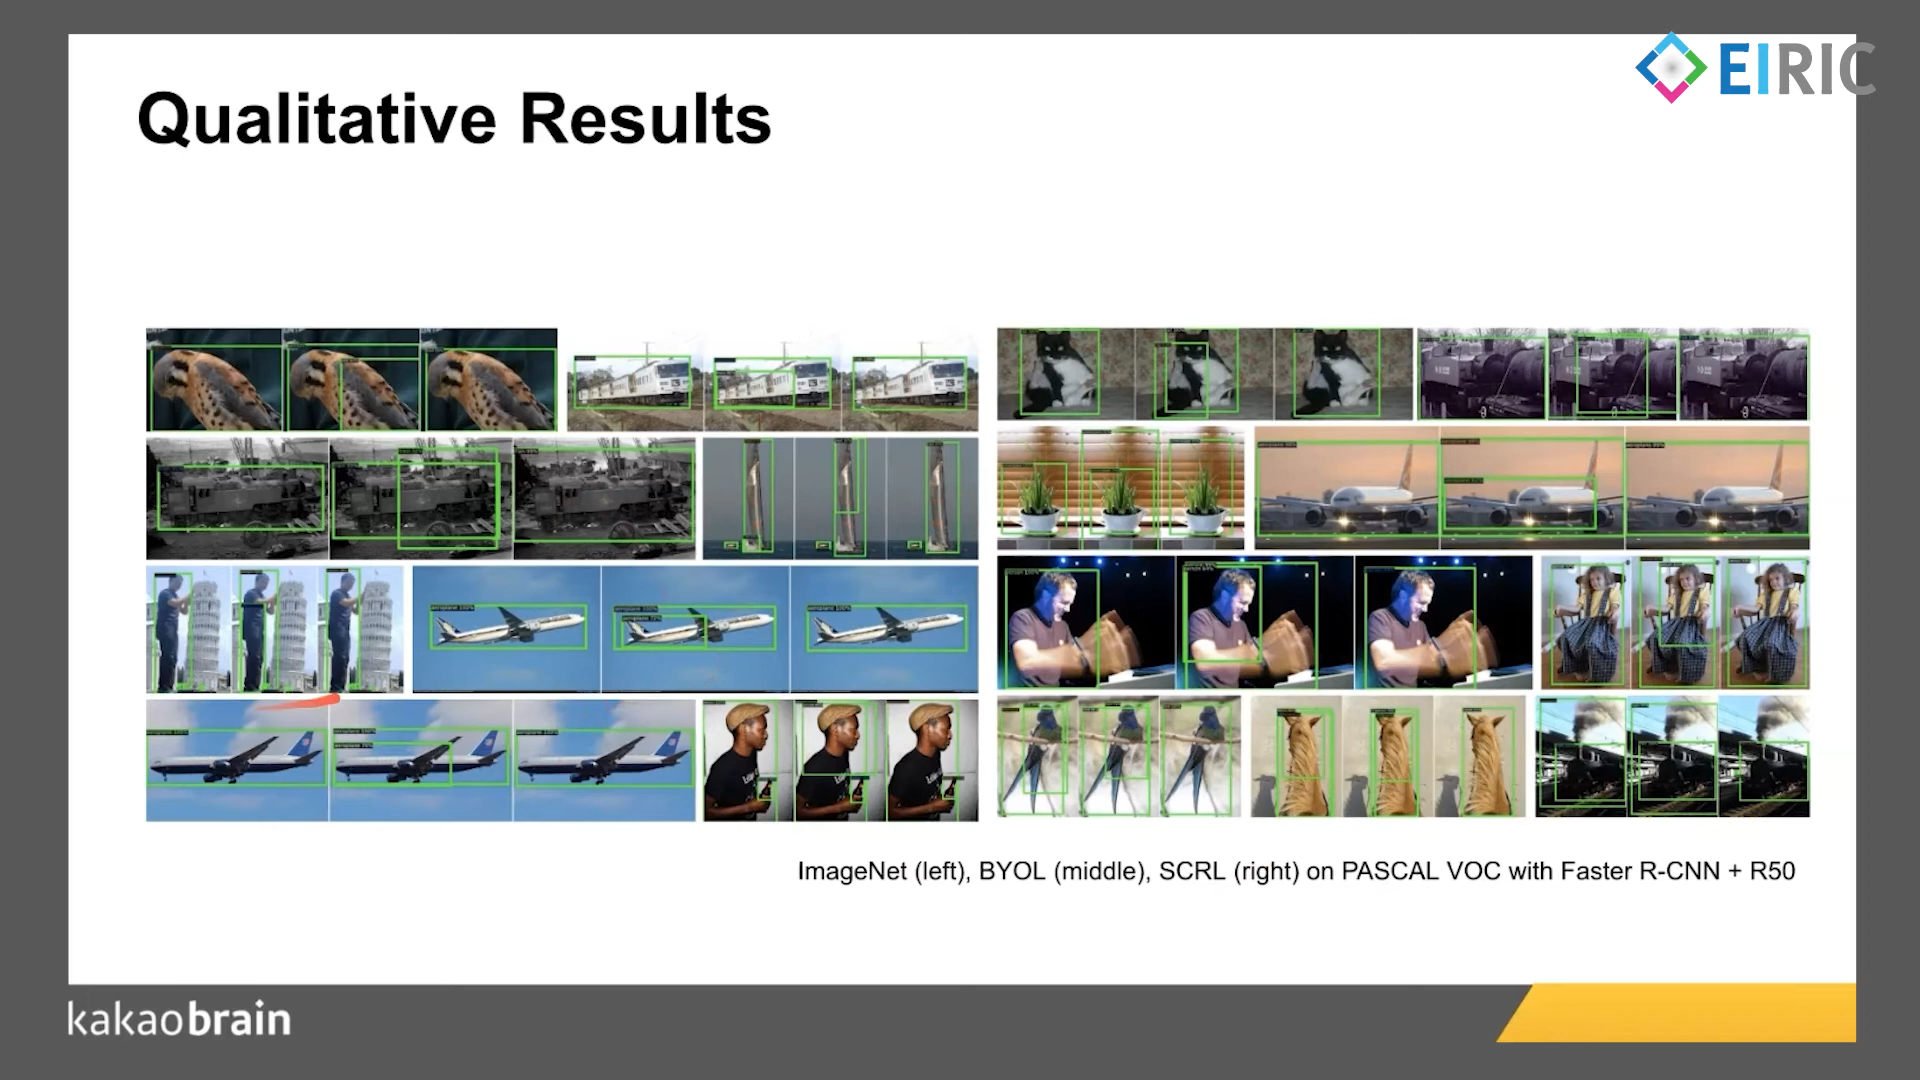 EIRIC
Qualitative Results
ImageNet (left), BYOL (middle), SCRL (right) on PASCAL VOC with Faster R-CNN + R50
kakaobrain